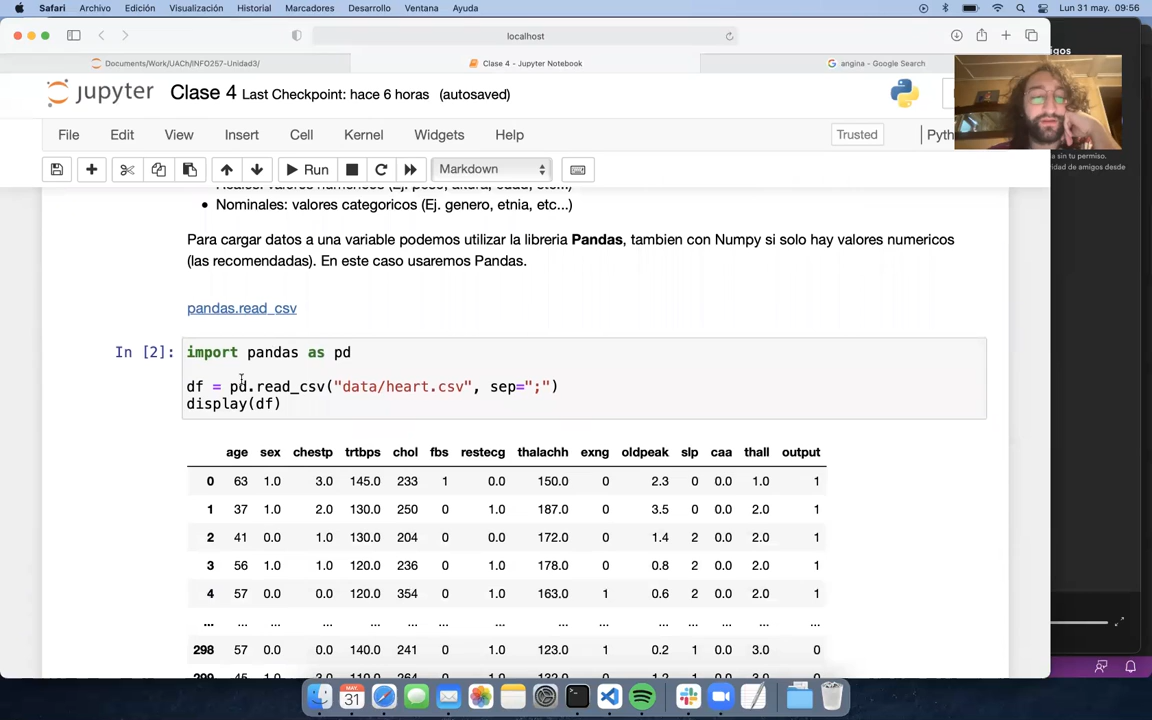 Safari Archivo Edición Visualización Historial Marcadores Desarrollo Ventana Ayuda Lun 31 may. 09:56
localhost
Documents/Work/UACh/INFO257-Unidad3/ Clase 4 - Jupyter Notebook angina - Google Search
jupyter Clase 4 Last Checkpoint: hace 6 horas (autosaved)
File Edit View Insert Cell Kernel Widgets Help Trusted Pyth
Run Markdown
sin tu permiso.
de amigos desde
Nominales: valores categoricos (Ej. genero, etnia, etc...)
Para cargar datos a una variable podemos utilizar la libreria Pandas, tambien con Numpy si solo hay valores numericos
(las recomendadas). En este caso usaremos Pandas.
pandas.read_csv
In [2]: import pandas as pd
df = pd.read_csv("data/heart.csv", sep=";")
display(df)
age sex chestp trtbps chol fbs restecg thalachh exng oldpeak slp caa thall output
0 63 1.0 3.0 145.0 233 1 0.0 150.0 0 2.3 0 0.0 1.0 1
1 37 1.0 2.0 130.0 250 0 1.0 187.0 0 3.5 0 0.0 2.0 1
2 41 0.0 1.0 130.0 204 0 0.0 172.0 0 1.4 2 0.0 2.0 1
3 56 1.0 1.0 120.0 236 0 1.0 178.0 0 0.8 2 0.0 2.0 1
4 57 0.0 0.0 120.0 354 0 1.0 163.0 1 0.6 2 0.0 2.0 1
... ... ... ... ... ... ... ... ... ... ... ... ... ... ...
298 57 0.0 0.0 140.0 241 0 1.0 123.0 1 0.2 1 0.0 3.0 0
MAY 31